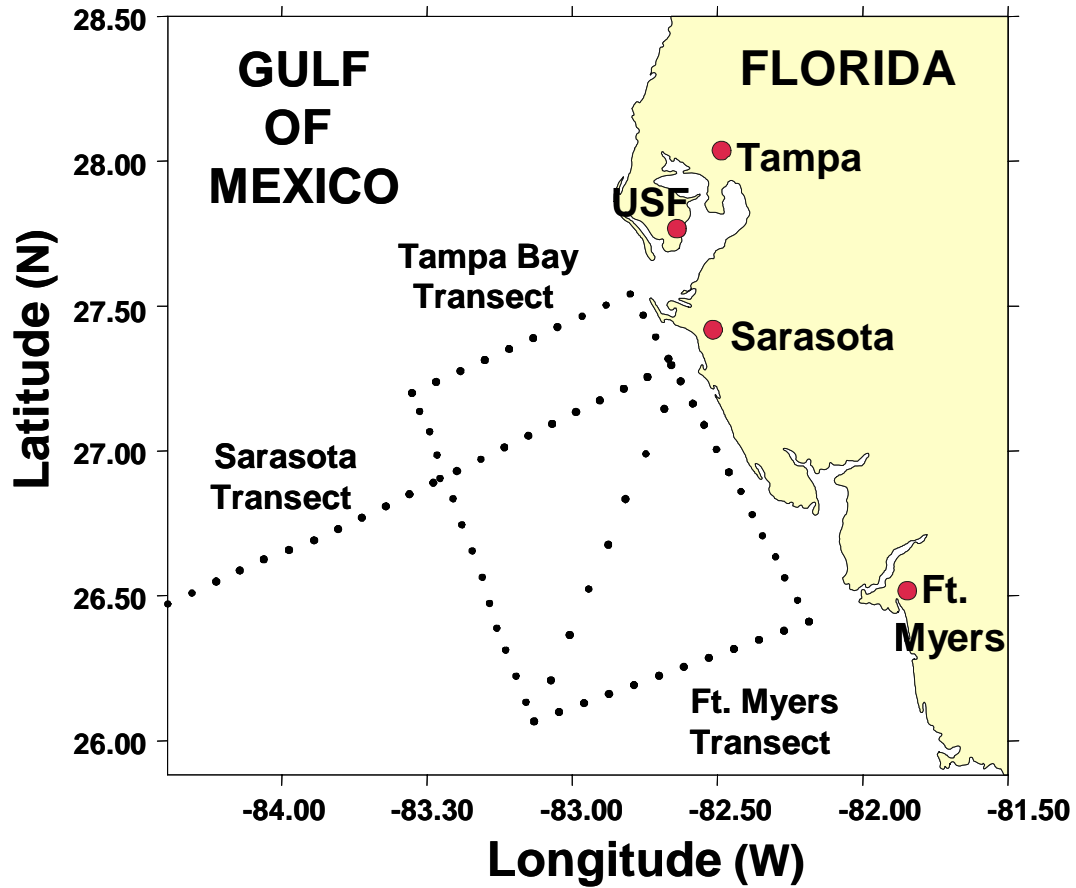 28.50
28.00
27.50
27.00
26.50
26.00
Latitude (N)
GULF
OF
MEXICO
FLORIDA
Tampa
USF
Tampa Bay
Transect
Sarasota
Sarasota
Transect
Ft.
Myers
Ft. Myers
Transect
-84.00
-83.30
-83.00
-82.50
-82.00
-81.50
Longitude (W)